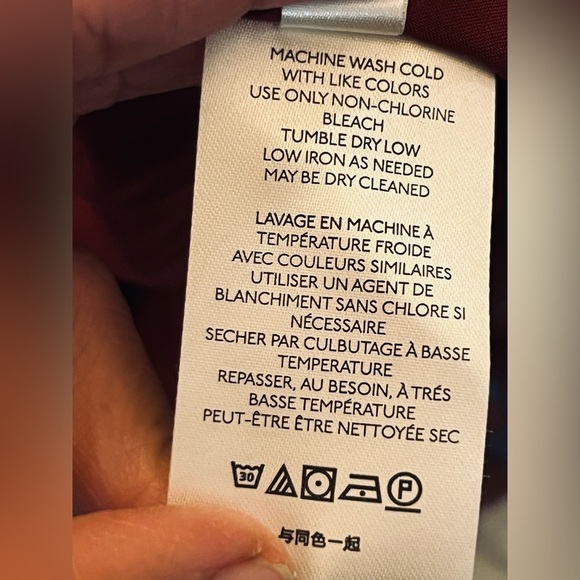 MACHINE WASH COLD
WITH LIKE COLORS
USE ONLY NON-CHLORINE
BLEACH
TUMBLE DRY LOW
LOW IRON AS NEEDED
MAY BE DRY CLEANED
LAVAGE EN MACHINE À
TEMPÉRATURE FROIDE
AVEC COULEURS SIMILAIRES
UTILISER UN AGENT DE
BLANCHIMENT SANS CHLORE SI
NÉCESSAIRE
SECHER PAR CULBUTAGE À BASSE
TEMPERATURE
REPASSER, AU BESOIN, À TRÉS
BASSE TEMPÉRATURE
PEUT-ÊTRE ÊTRE NETTOYÉE SEC
30 P
与同色一起